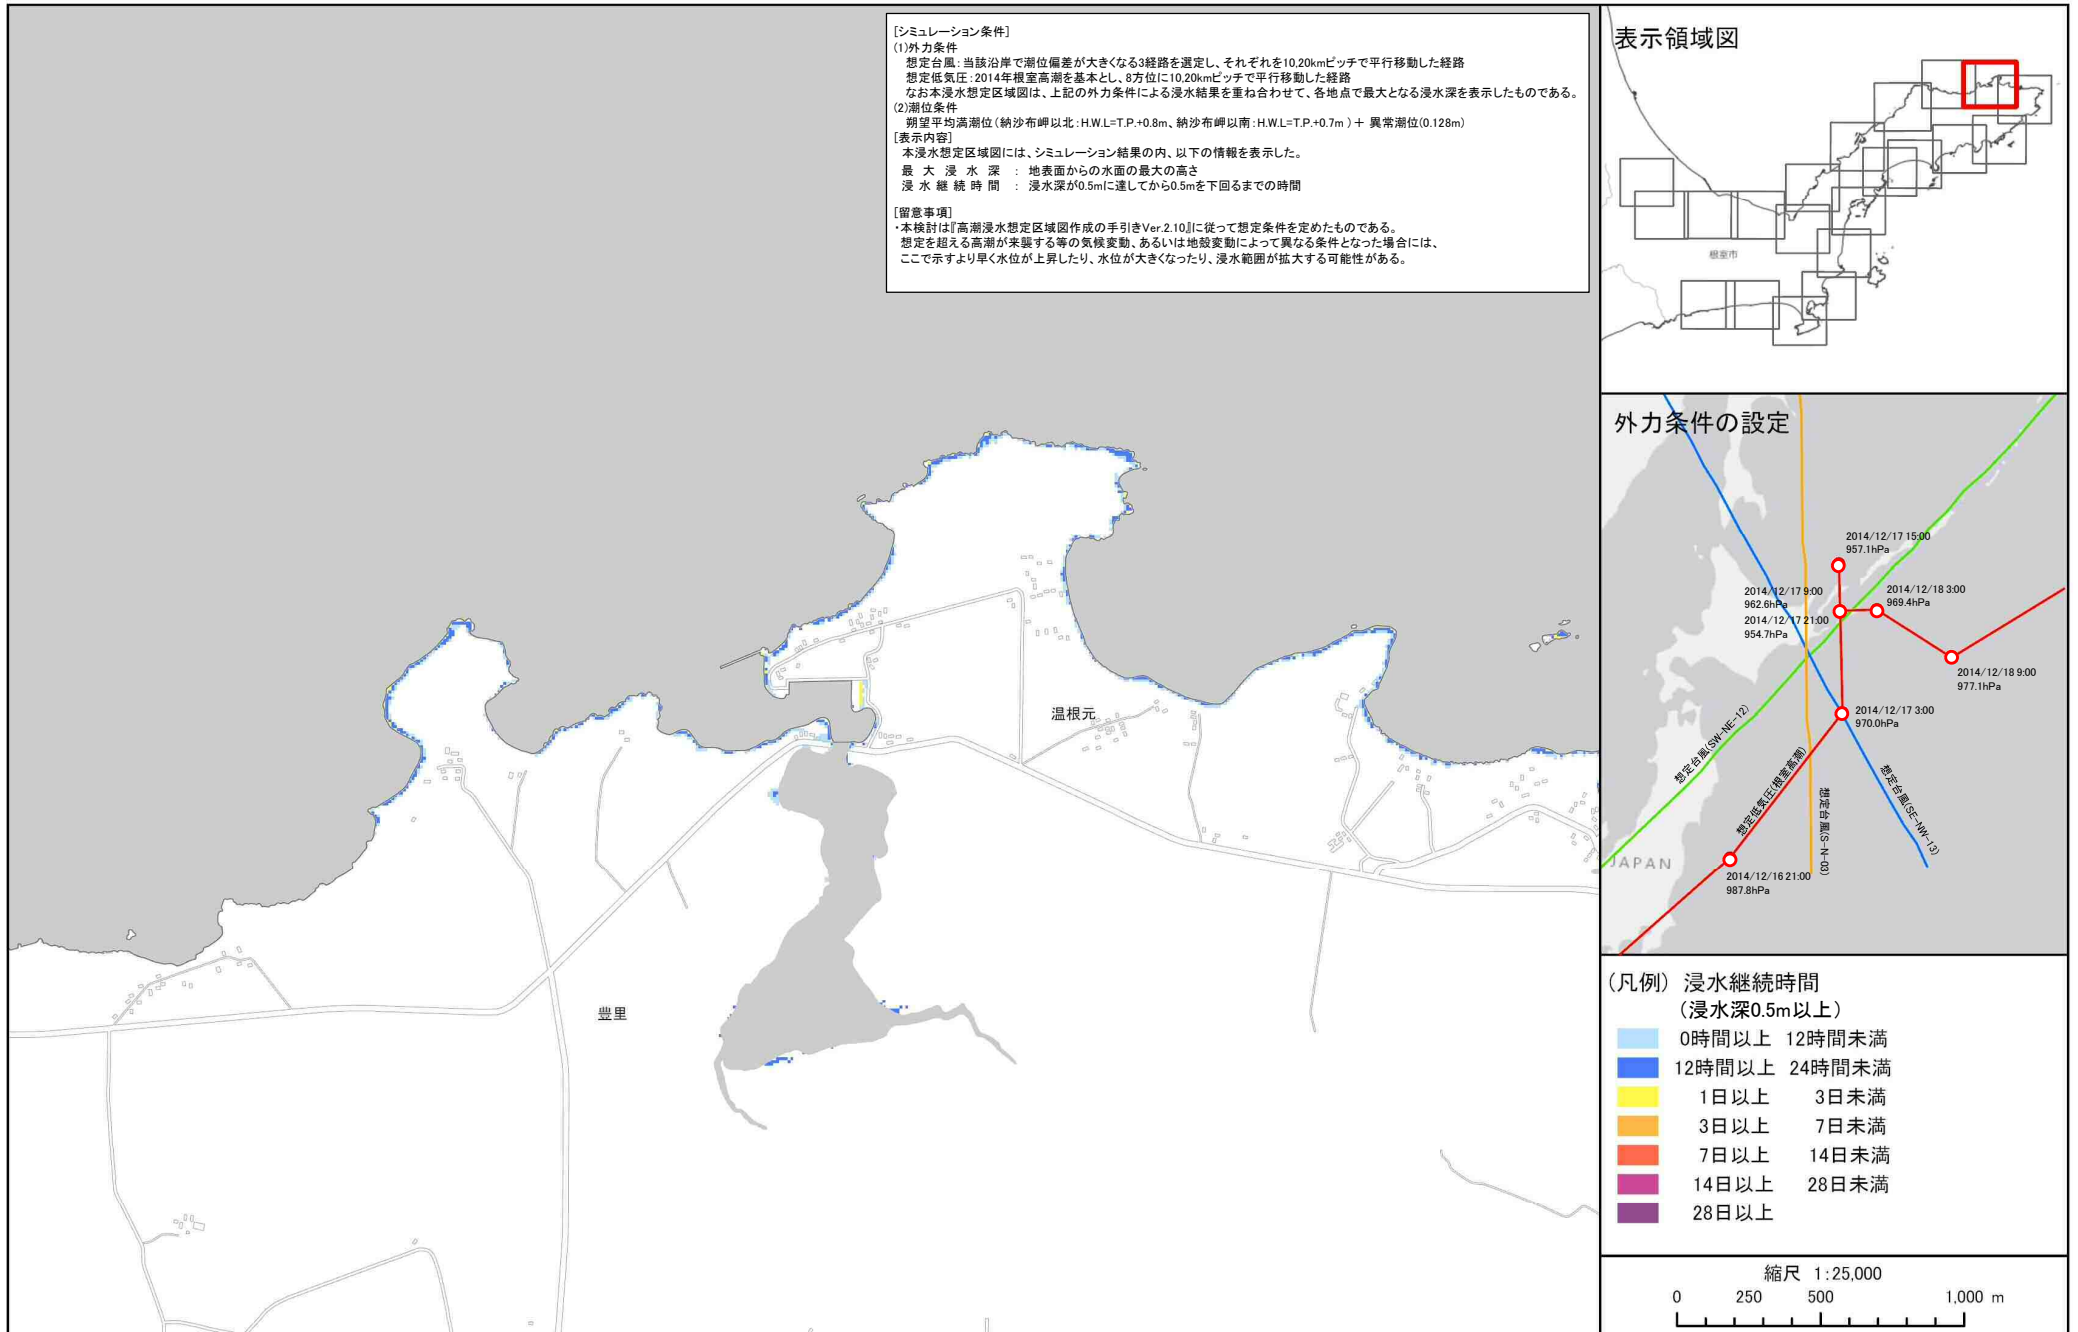 [シミュレーション条件]
(1)外力条件
想定台風：当該沿岸で潮位偏差が大きくなる3経路を選定し、それぞれを10,20kmピッチで平行移動した経路
想定低気圧：2014年根室高潮を基本とし、8方位に10,20kmピッチで平行移動した経路
なお本浸水想定区域図は、上記の外力条件による浸水結果を重ね合わせて、各地点で最大となる浸水深を表示したものである。
(2)潮位条件
朔望平均満潮位（納沙布岬以北：H.W.L=T.P.+0.8m、納沙布岬以南：H.W.L=T.P.+0.7m ）＋ 異常潮位(0.128m)
[表示内容]
本浸水想定区域図には、シミュレーション結果の内、以下の情報を表示した。
最 大 浸 水 深 ： 地表面からの水面の最大の高さ
浸 水 継 続 時 間 ： 浸水深が0.5mに達してから0.5mを下回るまでの時間
[留意事項]
・本検討は『高潮浸水想定区域図作成の手引きVer.2.10』に従って想定条件を定めたものである。
想定を超える高潮が来襲する等の気候変動、あるいは地殻変動によって異なる条件となった場合には、
ここで示すより早く水位が上昇したり、水位が大きくなったり、浸水範囲が拡大する可能性がある。
温根元
豊里
表示領域図
根室市
外力条件の設定
2014/12/17 15:00
957.1hPa
2014/12/17 9:00
962.6hPa
2014/12/18 3:00
969.4hPa
2014/12/17 21:00
954.7hPa
2014/12/18 9:00
977.1hPa
2014/12/17 3:00
970.0hPa
想定台風(SW-NE-12)
想定低気圧(根室高潮)
想定台風(S-N-03)
想定台風(SE-NW-13)
JAPAN
2014/12/16 21:00
987.8hPa
(凡例) 浸水継続時間
(浸水深0.5m以上)
0時間以上 12時間未満
12時間以上 24時間未満
1日以上 3日未満
3日以上 7日未満
7日以上 14日未満
14日以上 28日未満
28日以上
縮尺 1:25,000
0 250 500 1,000 m